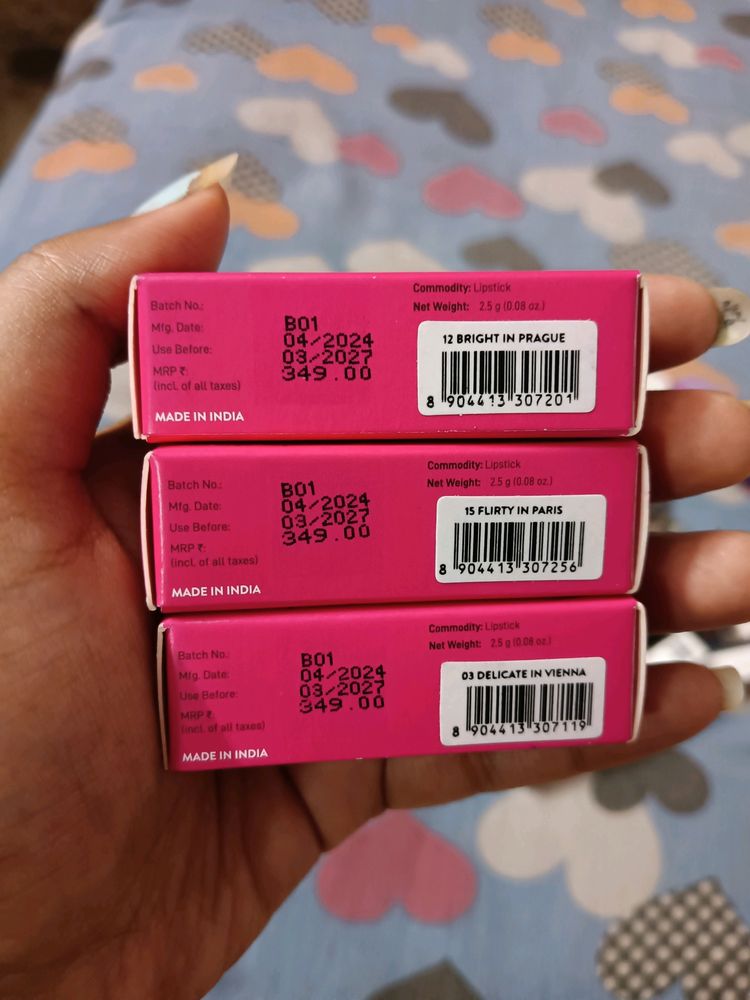 Batch No.:
Mfg. Date:
Use Before:
MRP ₹:
(incl. of all taxes)
MADE IN INDIA
B01
04/2024
03/2027
349.00
Commodity: Lipstick
Net Weight: 2.5 g (0.08 oz.)
12 BRIGHT IN PRAGUE
8 904413 307201
Batch No.:
Mfg. Date:
Use Before:
MRP ₹:
(incl. of all taxes)
MADE IN INDIA
B01
04/2024
03/2027
349.00
Commodity: Lipstick
Net Weight: 2.5 g (0.08 oz.)
15 FLIRTY IN PARIS
8 904413 307256
Batch No.:
Mfg. Date:
Use Before:
MRP ₹:
(incl. of all taxes)
MADE IN INDIA
B01
04/2024
03/2027
349.00
Commodity: Lipstick
Net Weight: 2.5 g (0.08 oz.)
03 DELICATE IN VIENNA
8 904413 307119